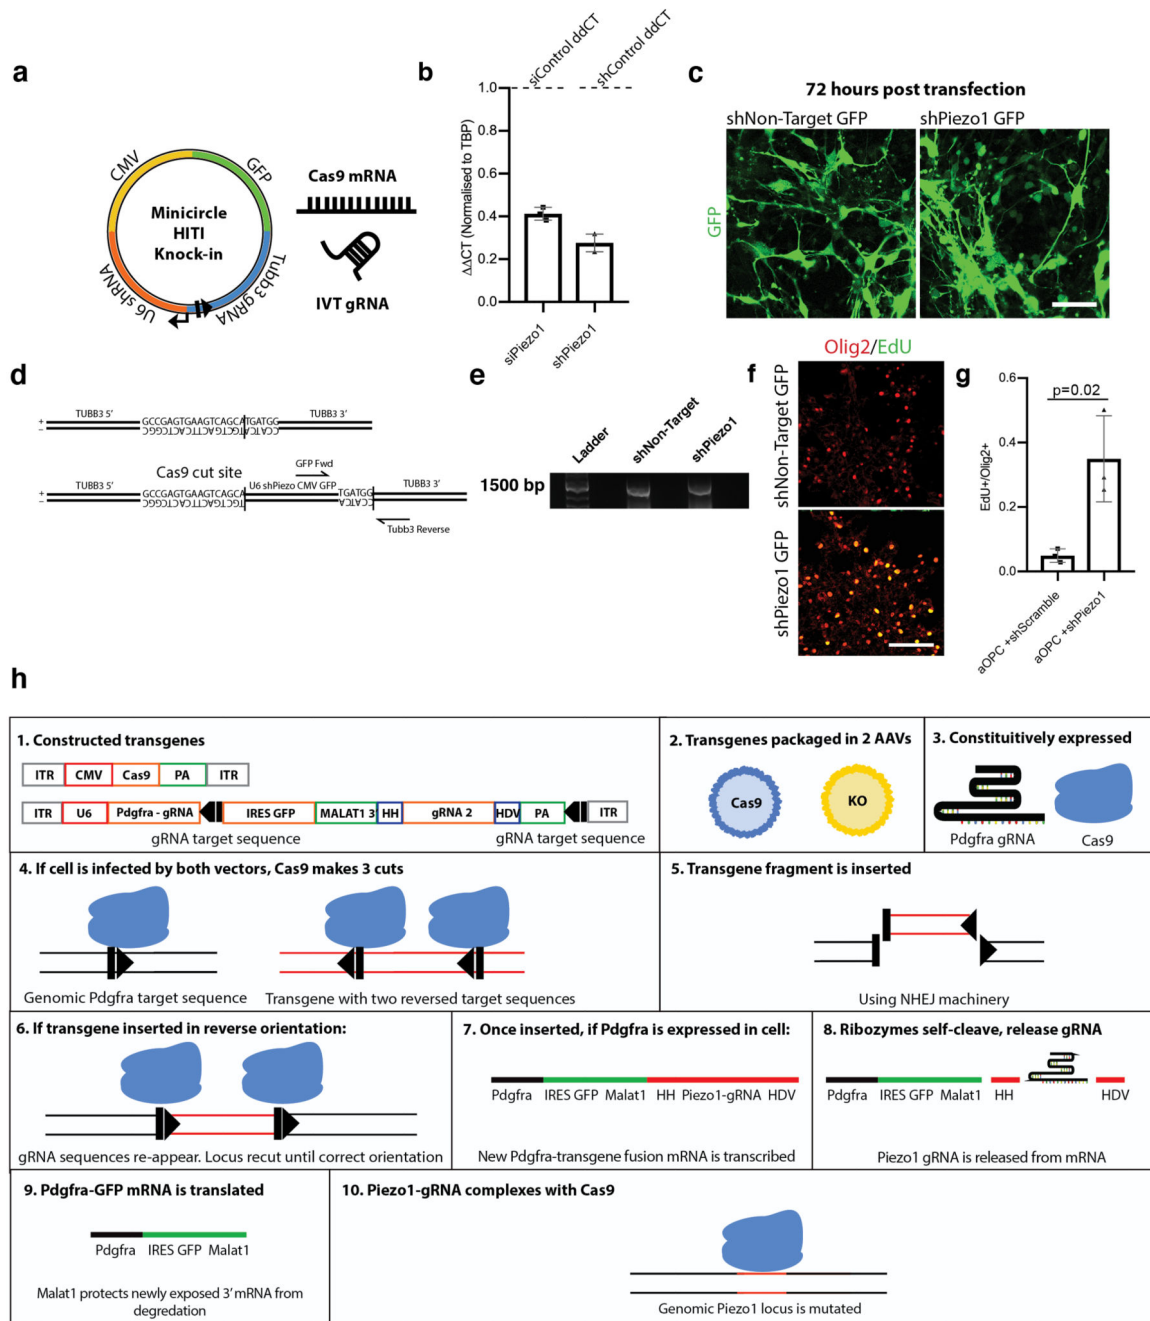 a
CMV
GFP
Minicircle
HITI
Knock-in
U6 shRNA
Tubb3 gRNA
Cas9 mRNA
IVT gRNA
b
siControl ddCT
shControl ddCT
ΔΔCT (Normalised to TBP)
1.0
0.8
0.6
0.4
0.2
0.0
siPiezo1
shPiezo1
c
72 hours post transfection
shNon-Target GFP
shPiezo1 GFP
GFP
d
TUBB3 5'
GCCGAGTGAAGTCAGCATGATGG
TUBB3 3'
+
CGGCTCACTTCAGTCGTACTACC
−
Cas9 cut site
GFP Fwd
TUBB3 5'
GCCGAGTGAAGTCAGCA
U6 shPiezo CMV GFP
TGATGG
TUBB3 3'
+
−
Tubb3 Reverse
e
Ladder
shNon-Target
shPiezo1
1500 bp
f
Olig2/EdU
shNon-Target GFP
shPiezo1 GFP
g
EdU+/Olig2+
0.6
0.4
0.2
0.0
p=0.02
aOPC +shScramble
aOPC +shPiezo1
h
1. Constructed transgenes
ITR CMV Cas9 PA ITR
ITR U6 Pdgfra - gRNA IRES GFP MALAT1 3' HH gRNA 2 HDV PA ITR
gRNA target sequence gRNA target sequence
2. Transgenes packaged in 2 AAVs
Cas9 KO
3. Constituitively expressed
Pdgfra gRNA Cas9
4. If cell is infected by both vectors, Cas9 makes 3 cuts
Genomic Pdgfra target sequence Transgene with two reversed target sequences
5. Transgene fragment is inserted
Using NHEJ machinery
6. If transgene inserted in reverse orientation:
gRNA sequences re-appear. Locus recut until correct orientation
7. Once inserted, if Pdgfra is expressed in cell:
Pdgfra IRES GFP Malat1 HH Piezo1-gRNA HDV
New Pdgfra-transgene fusion mRNA is transcribed
8. Ribozymes self-cleave, release gRNA
Pdgfra IRES GFP Malat1 HH HDV
Piezo1 gRNA is released from mRNA
9. Pdgfra-GFP mRNA is translated
Pdgfra IRES GFP Malat1
Malat1 protects newly exposed 3' mRNA from
degredation
10. Piezo1-gRNA complexes with Cas9
Genomic Piezo1 locus is mutated